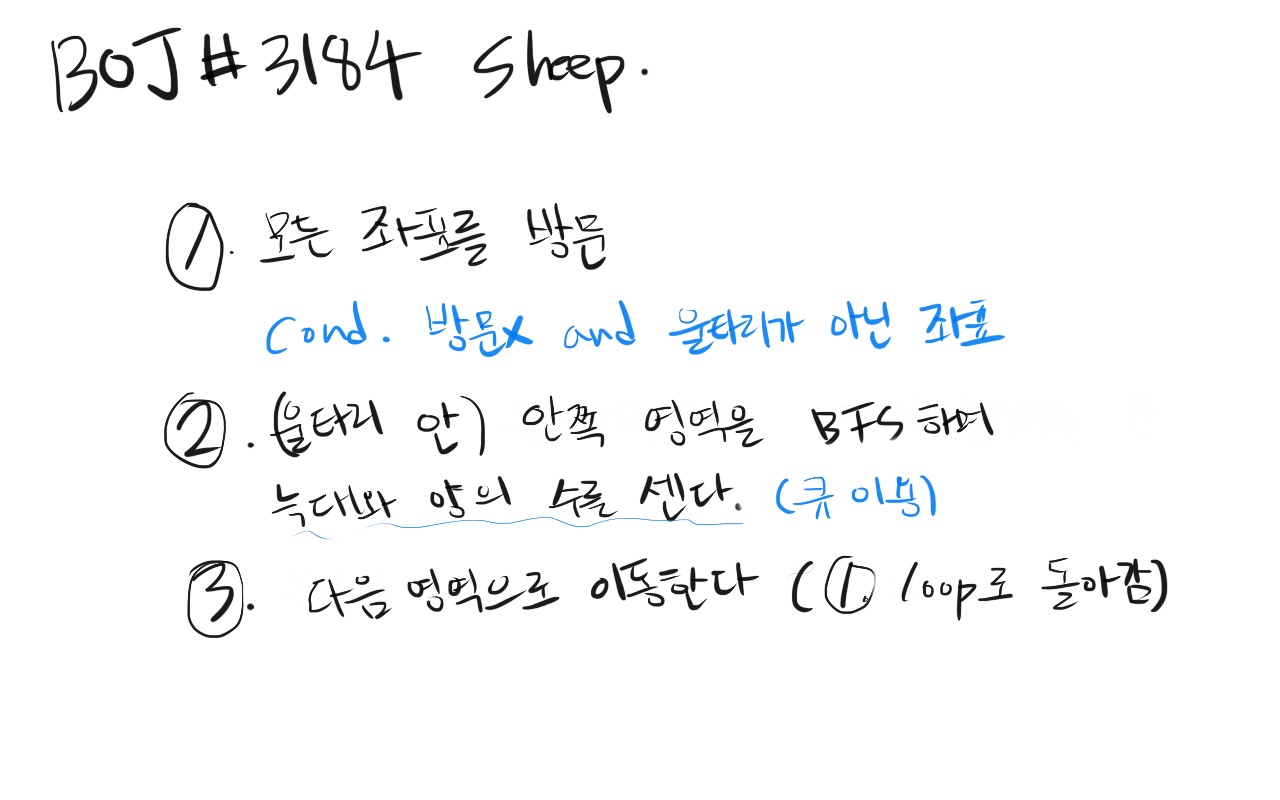 BOJ # 3184 Sheep.
①. 모든 좌표를 방문
Cond. 방문x and 울타리가 아닌 좌표
②. (울타리 안) 안쪽 영역을 BFS하며
늑대와 양의 수를 센다. (큐 이용)
③. 다음 영역으로 이동한다 (①. loop로 돌아감)